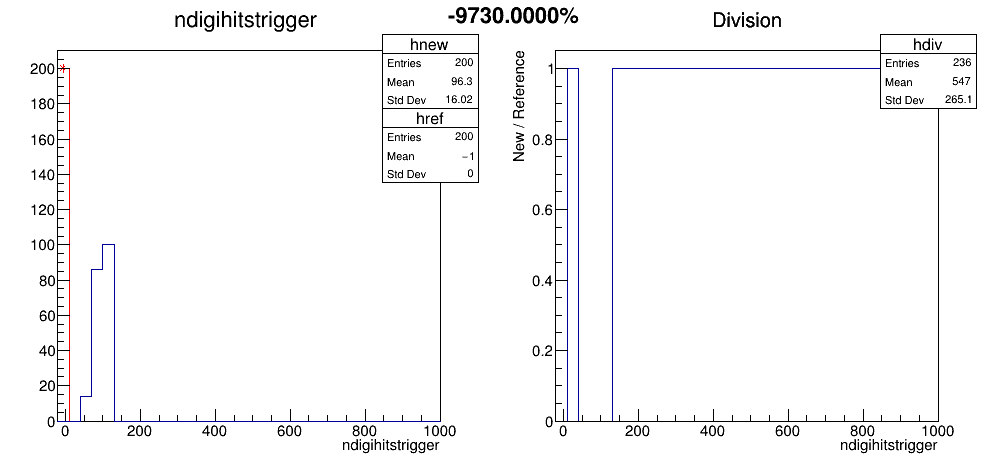 -9730.0000%
ndigihitstrigger
hnew
Entries 200
Mean 96.3
Std Dev 16.02
href
Entries 200
Mean −1
Std Dev 0
200
180
160
140
120
100
80
60
40
20
0
0 200 400 600 800 1000
ndigihitstrigger
Division
hdiv
Entries 236
Mean 547
Std Dev 265.1
New / Reference
1
0.8
0.6
0.4
0.2
0
0 200 400 600 800 1000
ndigihitstrigger